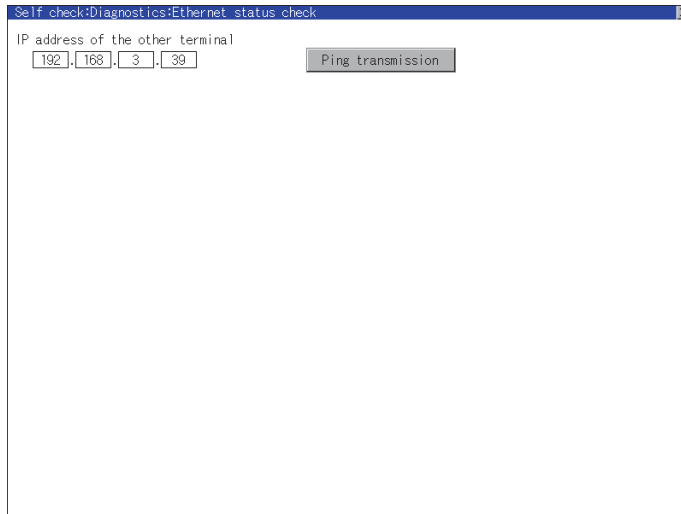 Self check:Diagnostics:Ethernet status check
IP address of the other terminal
192.168.3.39 Ping transmission